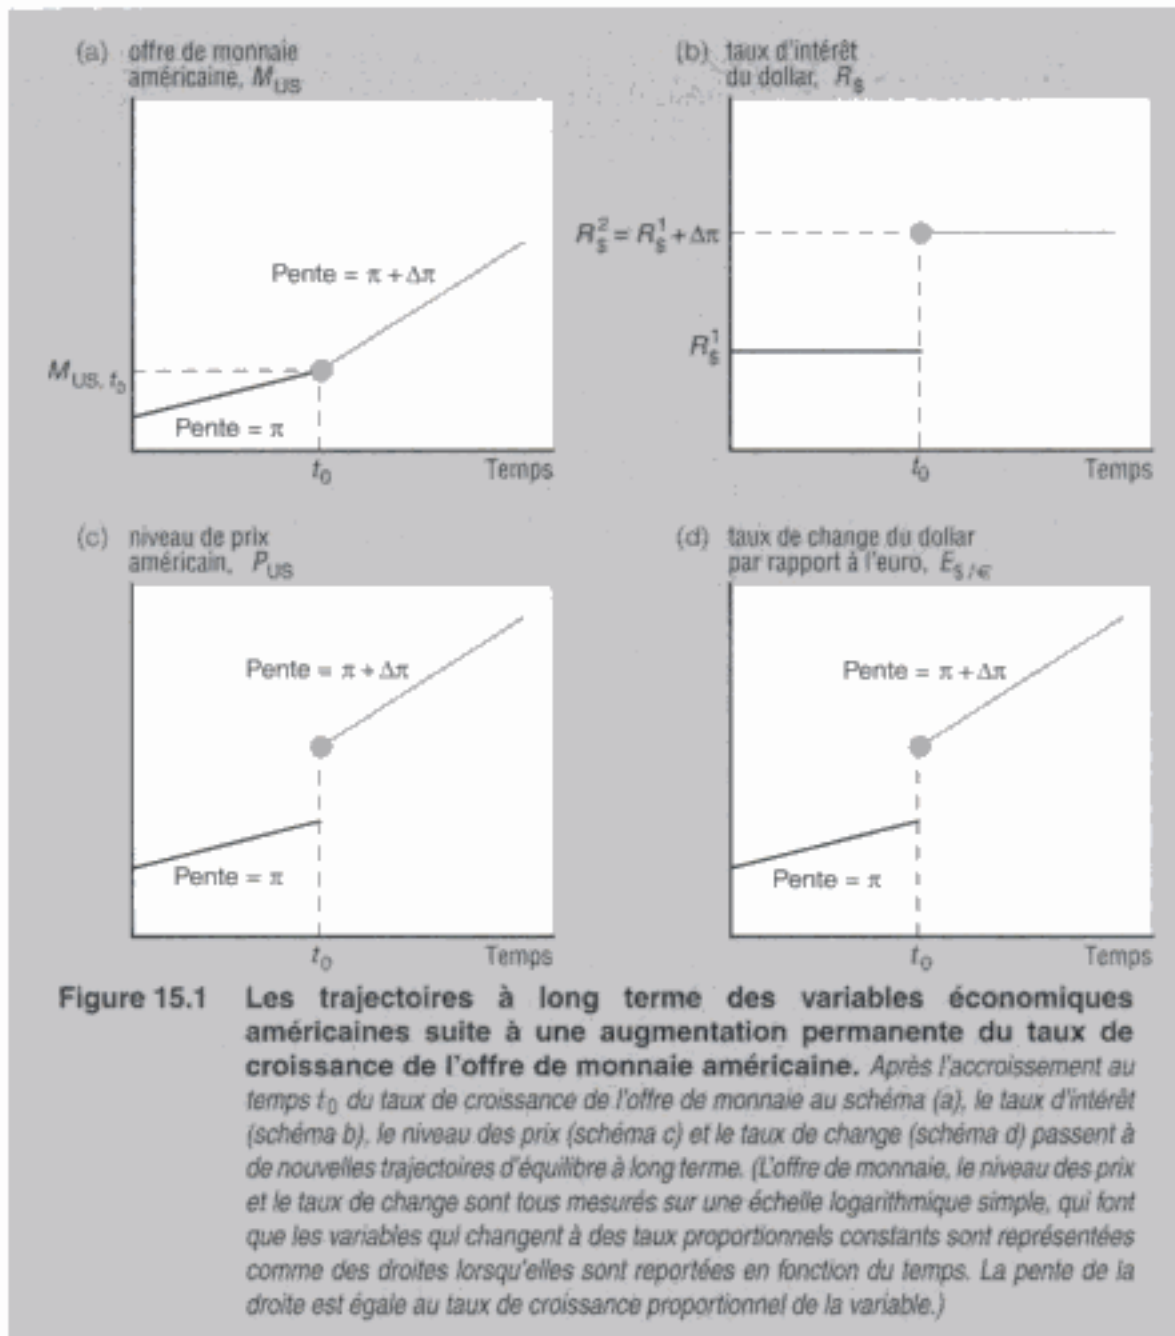 (a) offre de monnaie
américaine, M_US
Pente = π + Δπ
M_US, t₀
Pente = π
t₀
Temps
(b) taux d'intérêt
du dollar, R_$
R²_$ = R¹_$ + Δπ
R¹_$
t₀
Temps
(c) niveau de prix
américain, P_US
Pente = π + Δπ
Pente = π
t₀
Temps
(d) taux de change du dollar
par rapport à l'euro, E_$/€
Pente = π + Δπ
Pente = π
t₀
Temps
Figure 15.1 Les trajectoires à long terme des variables économiques
américaines suite à une augmentation permanente du taux de
croissance de l'offre de monnaie américaine. Après l'accroissement au
temps t₀ du taux de croissance de l'offre de monnaie au schéma (a), le taux d'intérêt
(schéma b), le niveau des prix (schéma c) et le taux de change (schéma d) passent à
de nouvelles trajectoires d'équilibre à long terme. (L'offre de monnaie, le niveau des prix
et le taux de change sont tous mesurés sur une échelle logarithmique simple, qui font
que les variables qui changent à des taux proportionnels constants sont représentées
comme des droites lorsqu'elles sont reportées en fonction du temps. La pente de la
droite est égale au taux de croissance proportionnel de la variable.)